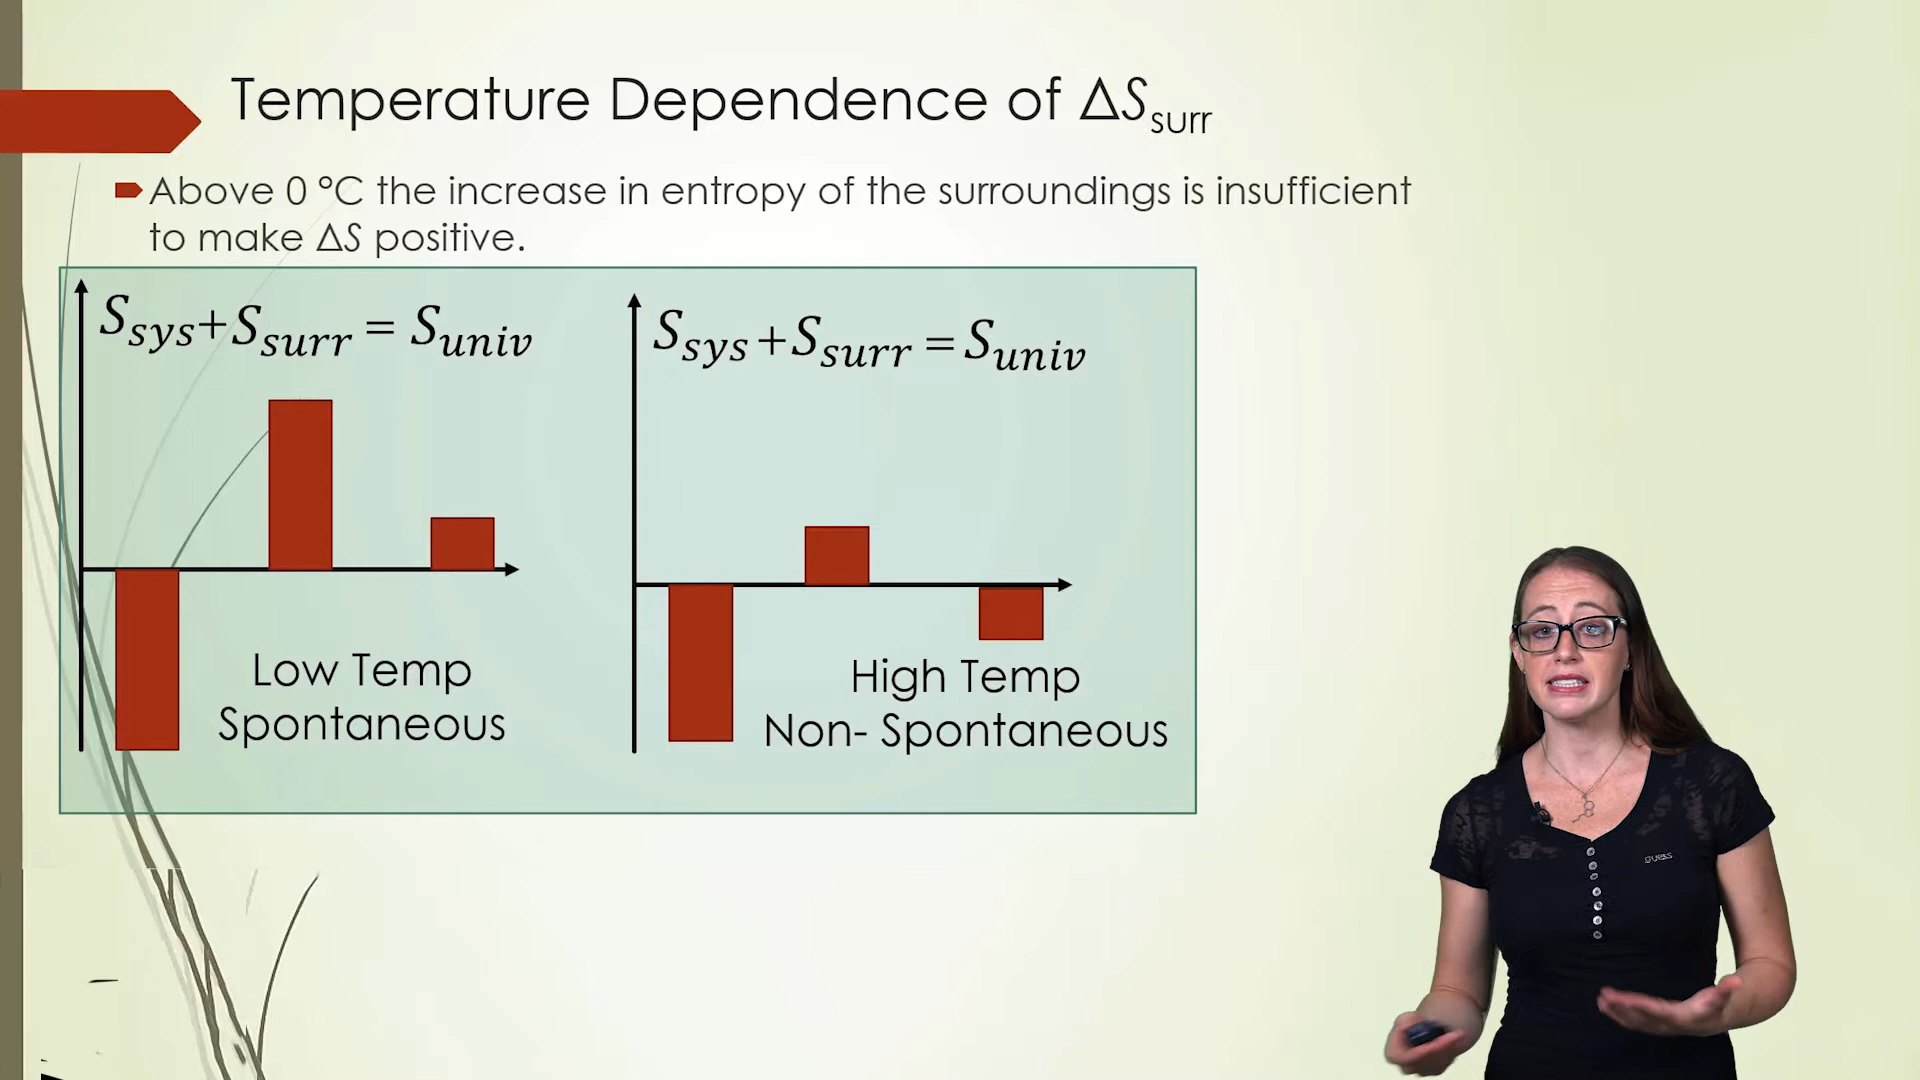 Temperature Dependence of ΔS_surr
Above 0 °C the increase in entropy of the surroundings is insufficient
to make ΔS positive.
S_sys+S_surr = S_univ
Low Temp
Spontaneous
S_sys+S_surr = S_univ
High Temp
Non- Spontaneous
GUESS